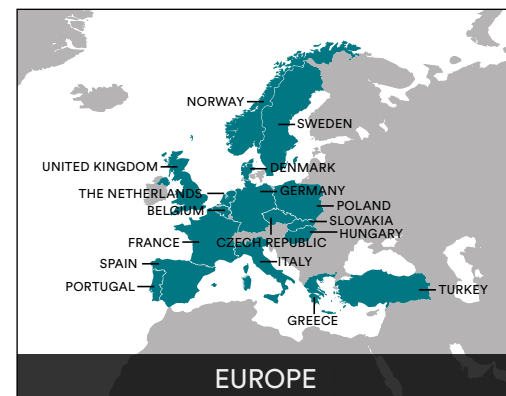 NORWAY
SWEDEN
UNITED KINGDOM
DENMARK
THE NETHERLANDS
GERMANY
BELGIUM
POLAND
SLOVAKIA
HUNGARY
FRANCE
CZECH REPUBLIC
SPAIN
ITALY
PORTUGAL
TURKEY
GREECE
EUROPE